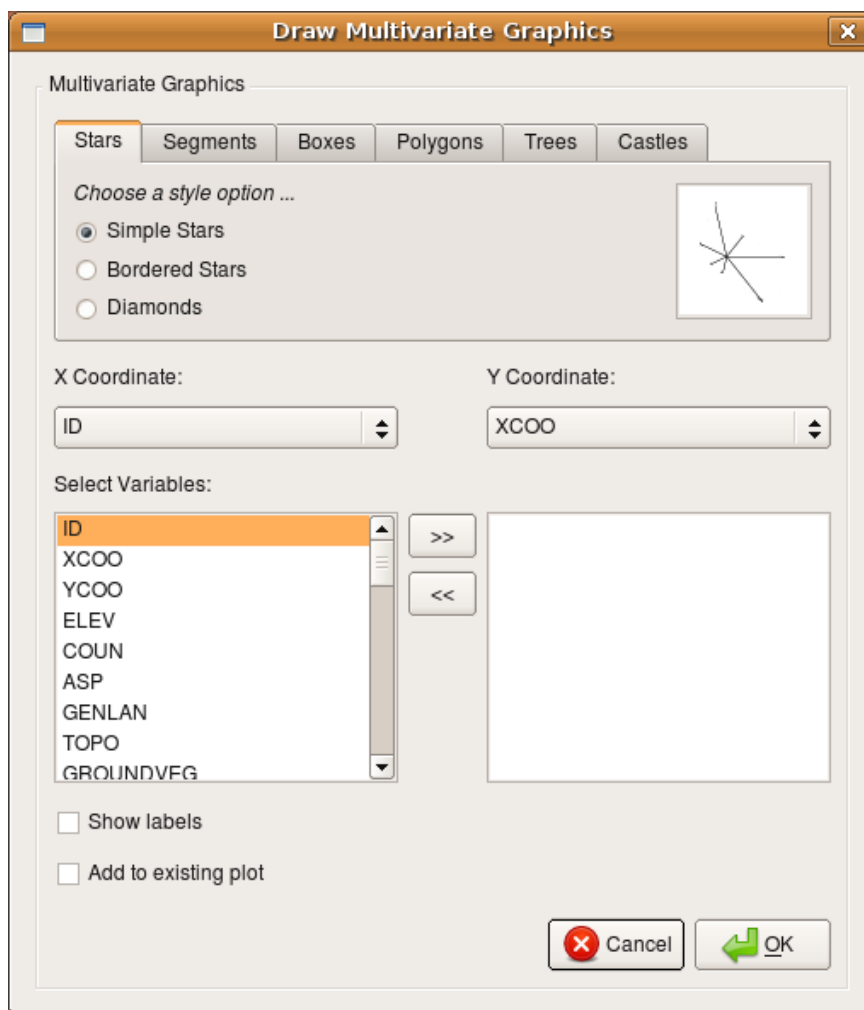 Draw Multivariate Graphics
Multivariate Graphics
Stars Segments Boxes Polygons Trees Castles
Choose a style option ...
Simple Stars
Bordered Stars
Diamonds
X Coordinate: Y Coordinate:
ID XCOO
Select Variables:
ID
XCOO
YCOO
ELEV
COUN
ASP
GENLAN
TOPO
GROUNDVEG
>>
<<
Show labels
Add to existing plot
Cancel OK